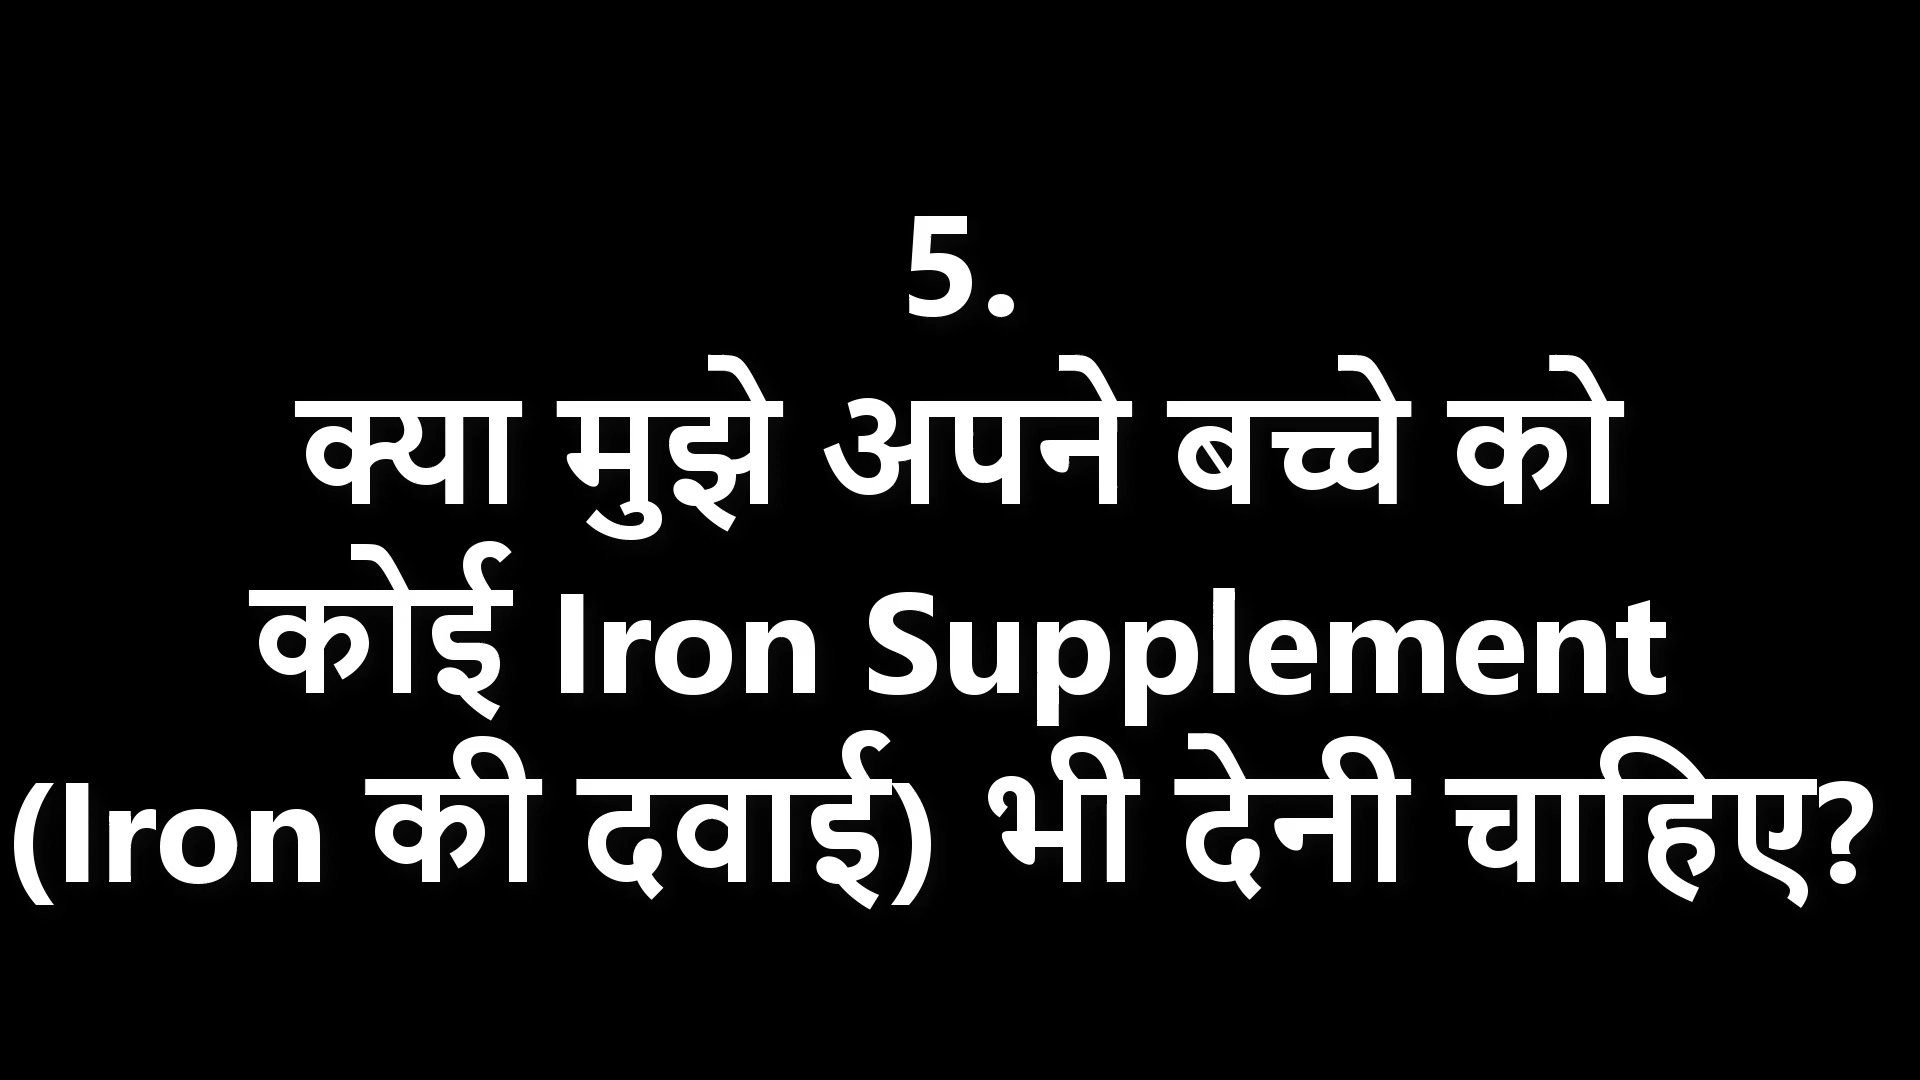 5.
क्या मुझे अपने बच्चे को
कोई Iron Supplement
(Iron की दवाई) भी देनी चाहिए?